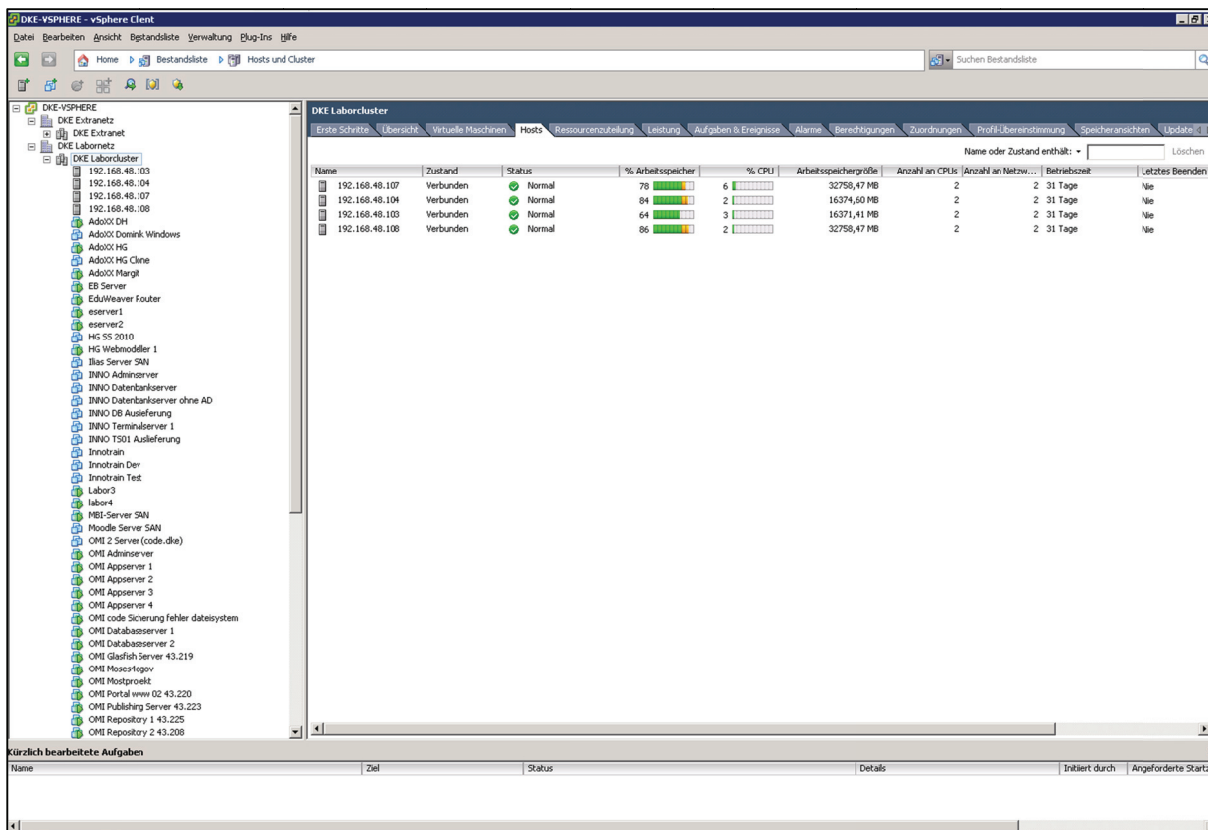 DKE-VSPHERE - vSphere Client
Datei Bearbeiten Ansicht Bestandsliste Verwaltung Plug-Ins Hilfe
Home Bestandsliste Hosts und Cluster Suchen Bestandsliste
DKE-VSPHERE
DKE Extranetz
DKE Extranet
DKE Labornetz
DKE Laborcluster
192.168.48.103
192.168.48.104
192.168.48.107
192.168.48.108
AdoXX DH
AdoXX Domink Windows
AdoXX HG
AdoXX HG Clone
AdoXX Margit
EB Server
EduWeaver Router
eserver1
eserver2
HG SS 2010
HG Webmodeller 1
Ilias Server SAN
INNO Adminserver
INNO Datenbankserver
INNO Datenbankserver ohne AD
INNO DB Auslieferung
INNO Terminalserver 1
INNO TS01 Auslieferung
Innotrain
Innotrain Dev
Innotrain Test
Labor3
labor4
MBI-Server SAN
Moodle Server SAN
OMI 2 Server (code.dke)
OMI Adminserver
OMI Appserver 1
OMI Appserver 2
OMI Appserver 3
OMI Appserver 4
OMI code Sicherung fehler dateisystem
OMI Databaseserver 1
OMI Databaseserver 2
OMI Glasfish Server 43.219
OMI Moses4egov
OMI Mostproekt
OMI Portal www 02 43.220
OMI Publishing Server 43.223
OMI Repository 1 43.225
OMI Repository 2 43.208
DKE Laborcluster
Erste Schritte Übersicht Virtuelle Maschinen Hosts Ressourcenzuteilung Leistung Aufgaben & Ereignisse Alarme Berechtigungen Zuordnungen Profil-Übereinstimmung Speicheransichten Update
Name oder Zustand enthält: Löschen
Name Zustand Status % Arbeitsspeicher % CPU Arbeitsspeichergröße Anzahl an CPUs Anzahl an Netzw... Betriebszeit Letztes Beenden
192.168.48.107 Verbunden Normal 78 6 32758,47 MB 2 2 31 Tage Nie
192.168.48.104 Verbunden Normal 84 2 16374,60 MB 2 2 31 Tage Nie
192.168.48.103 Verbunden Normal 64 3 16371,41 MB 2 2 31 Tage Nie
192.168.48.108 Verbunden Normal 86 2 32758,47 MB 2 2 31 Tage Nie
Kürzlich bearbeitete Aufgaben
Name Ziel Status Details Initiiert durch Angeforderte Startz